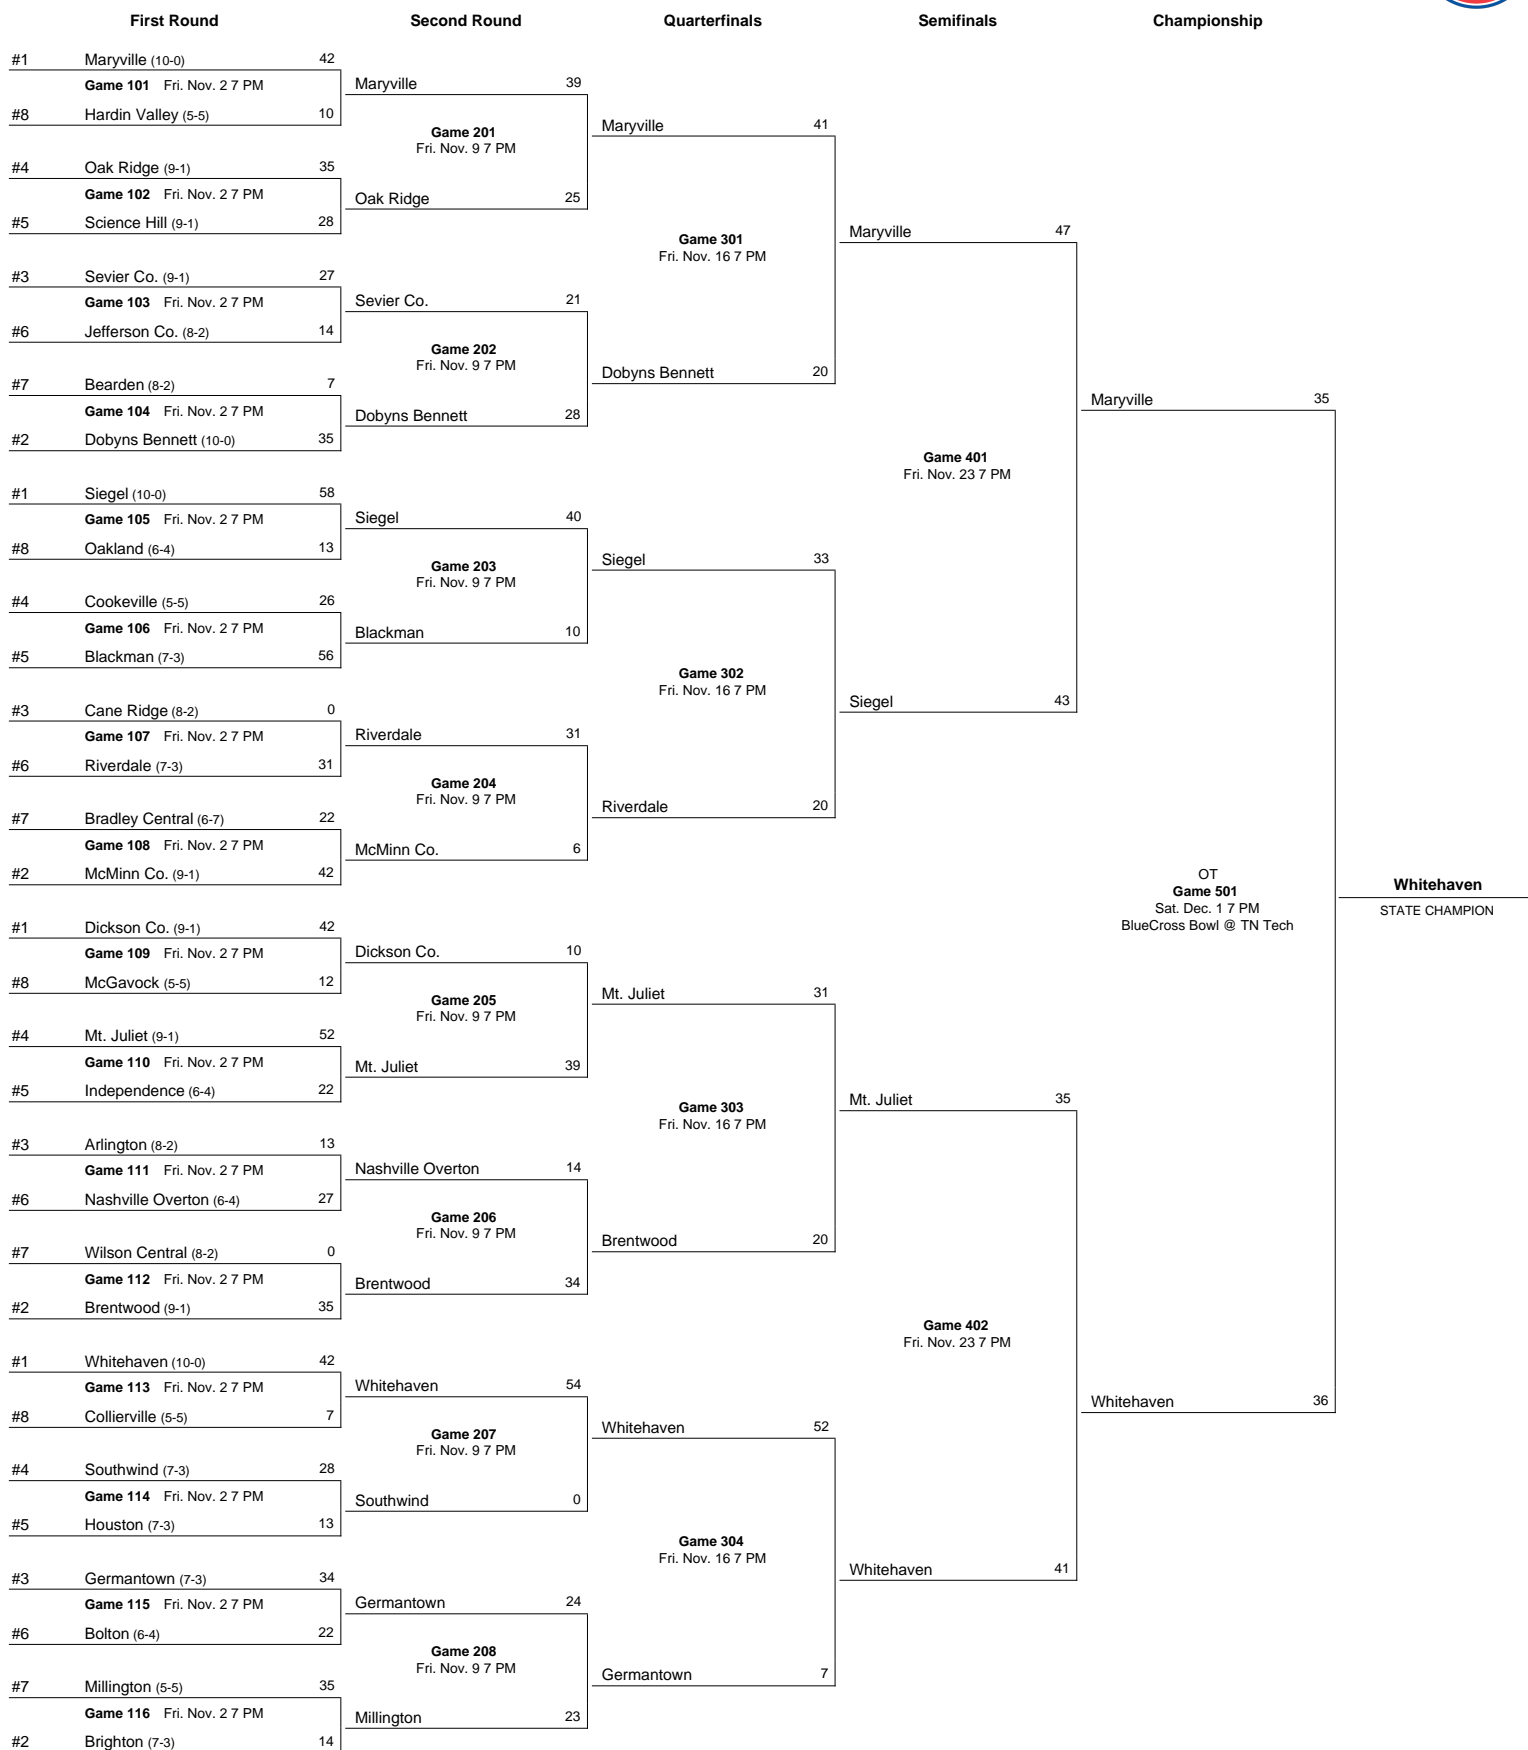 First Round Second Round Quarterfinals Semifinals Championship
#1 Maryville (10-0) 42
Game 101 Fri. Nov. 2 7 PM
#8 Hardin Valley (5-5) 10
#4 Oak Ridge (9-1) 35
Game 102 Fri. Nov. 2 7 PM
#5 Science Hill (9-1) 28
#3 Sevier Co. (9-1) 27
Game 103 Fri. Nov. 2 7 PM
#6 Jefferson Co. (8-2) 14
#7 Bearden (8-2) 7
Game 104 Fri. Nov. 2 7 PM
#2 Dobyns Bennett (10-0) 35
#1 Siegel (10-0) 58
Game 105 Fri. Nov. 2 7 PM
#8 Oakland (6-4) 13
#4 Cookeville (5-5) 26
Game 106 Fri. Nov. 2 7 PM
#5 Blackman (7-3) 56
#3 Cane Ridge (8-2) 0
Game 107 Fri. Nov. 2 7 PM
#6 Riverdale (7-3) 31
#7 Bradley Central (6-7) 22
Game 108 Fri. Nov. 2 7 PM
#2 McMinn Co. (9-1) 42
#1 Dickson Co. (9-1) 42
Game 109 Fri. Nov. 2 7 PM
#8 McGavock (5-5) 12
#4 Mt. Juliet (9-1) 52
Game 110 Fri. Nov. 2 7 PM
#5 Independence (6-4) 22
#3 Arlington (8-2) 13
Game 111 Fri. Nov. 2 7 PM
#6 Nashville Overton (6-4) 27
#7 Wilson Central (8-2) 0
Game 112 Fri. Nov. 2 7 PM
#2 Brentwood (9-1) 35
#1 Whitehaven (10-0) 42
Game 113 Fri. Nov. 2 7 PM
#8 Collierville (5-5) 7
#4 Southwind (7-3) 28
Game 114 Fri. Nov. 2 7 PM
#5 Houston (7-3) 13
#3 Germantown (7-3) 34
Game 115 Fri. Nov. 2 7 PM
#6 Bolton (6-4) 22
#7 Millington (5-5) 35
Game 116 Fri. Nov. 2 7 PM
#2 Brighton (7-3) 14
Maryville 39
Game 201
Fri. Nov. 9 7 PM
Oak Ridge 25
Sevier Co. 21
Game 202
Fri. Nov. 9 7 PM
Dobyns Bennett 28
Siegel 40
Game 203
Fri. Nov. 9 7 PM
Blackman 10
Riverdale 31
Game 204
Fri. Nov. 9 7 PM
McMinn Co. 6
Dickson Co. 10
Game 205
Fri. Nov. 9 7 PM
Mt. Juliet 39
Nashville Overton 14
Game 206
Fri. Nov. 9 7 PM
Brentwood 34
Whitehaven 54
Game 207
Fri. Nov. 9 7 PM
Southwind 0
Germantown 24
Game 208
Fri. Nov. 9 7 PM
Millington 23
Maryville 41
Game 301
Fri. Nov. 16 7 PM
Dobyns Bennett 20
Siegel 33
Game 302
Fri. Nov. 16 7 PM
Riverdale 20
Mt. Juliet 31
Game 303
Fri. Nov. 16 7 PM
Brentwood 20
Whitehaven 52
Game 304
Fri. Nov. 16 7 PM
Germantown 7
Maryville 47
Game 401
Fri. Nov. 23 7 PM
Siegel 43
Mt. Juliet 35
Game 402
Fri. Nov. 23 7 PM
Whitehaven 41
Maryville 35
OT
Game 501
Sat. Dec. 1 7 PM
BlueCross Bowl @ TN Tech
Whitehaven 36
Whitehaven
STATE CHAMPION